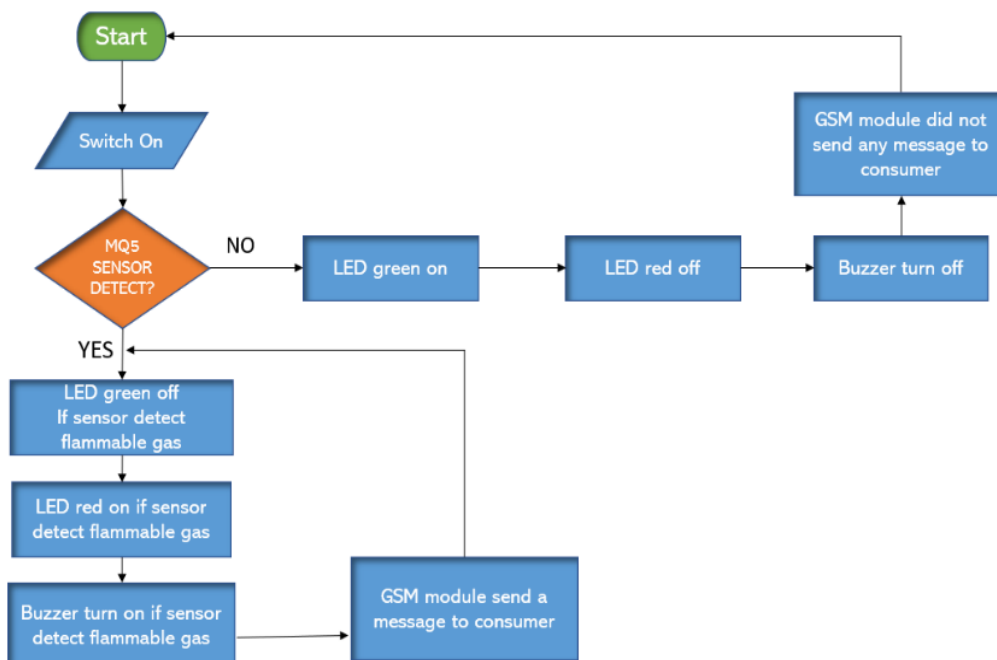 Start
Switch On
MQ5
SENSOR
DETECT?
NO
LED green on
LED red off
Buzzer turn off
GSM module did not
send any message to
consumer
YES
LED green off
If sensor detect
flammable gas
LED red on if sensor
detect flammable gas
Buzzer turn on if sensor
detect flammable gas
GSM module send a
message to consumer